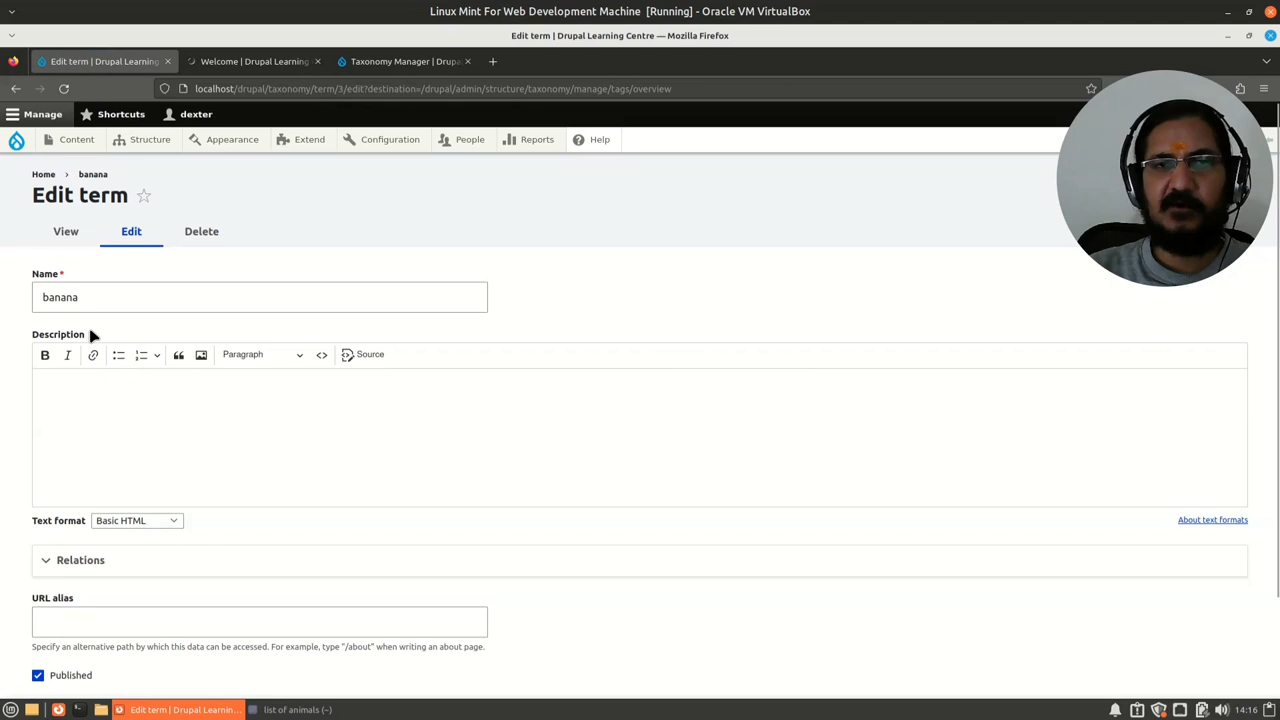 Linux Mint For Web Development Machine [Running] - Oracle VM VirtualBox
Edit term | Drupal Learning Centre — Mozilla Firefox
Edit term | Drupal Learning
Welcome | Drupal Learning
Taxonomy Manager | Drupa
localhost/drupal/taxonomy/term/3/edit?destination=/drupal/admin/structure/taxonomy/manage/tags/overview
Manage Shortcuts dexter
Content Structure Appearance Extend Configuration People Reports Help
Home › banana
Edit term
View Edit Delete
Name*
banana
Description
B I Paragraph Source
Text format Basic HTML About text formats
Relations
URL alias
Specify an alternative path by which this data can be accessed. For example, type "/about" when writing an about page.
Published
Edit term | Drupal Learnin... list of animals (~) 14:16